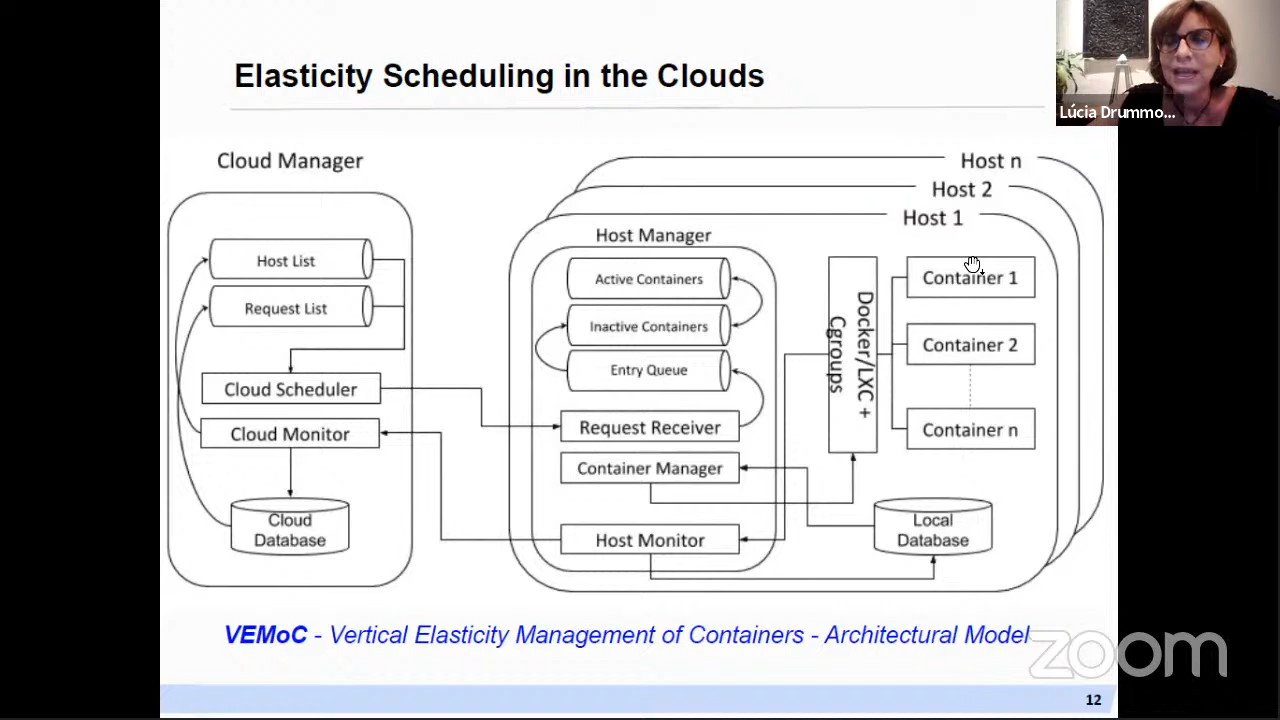 Elasticity Scheduling in the Clouds
Lúcia Drummo...
Cloud Manager
Host List
Request List
Cloud Scheduler
Cloud Monitor
Cloud
Database
Host n
Host 2
Host 1
Host Manager
Active Containers
Inactive Containers
Entry Queue
Request Receiver
Container Manager
Host Monitor
Docker/LXC +
Cgroups
Container 1
Container 2
Container n
Local
Database
VEMoC - Vertical Elasticity Management of Containers - Architectural Model
zoom
12